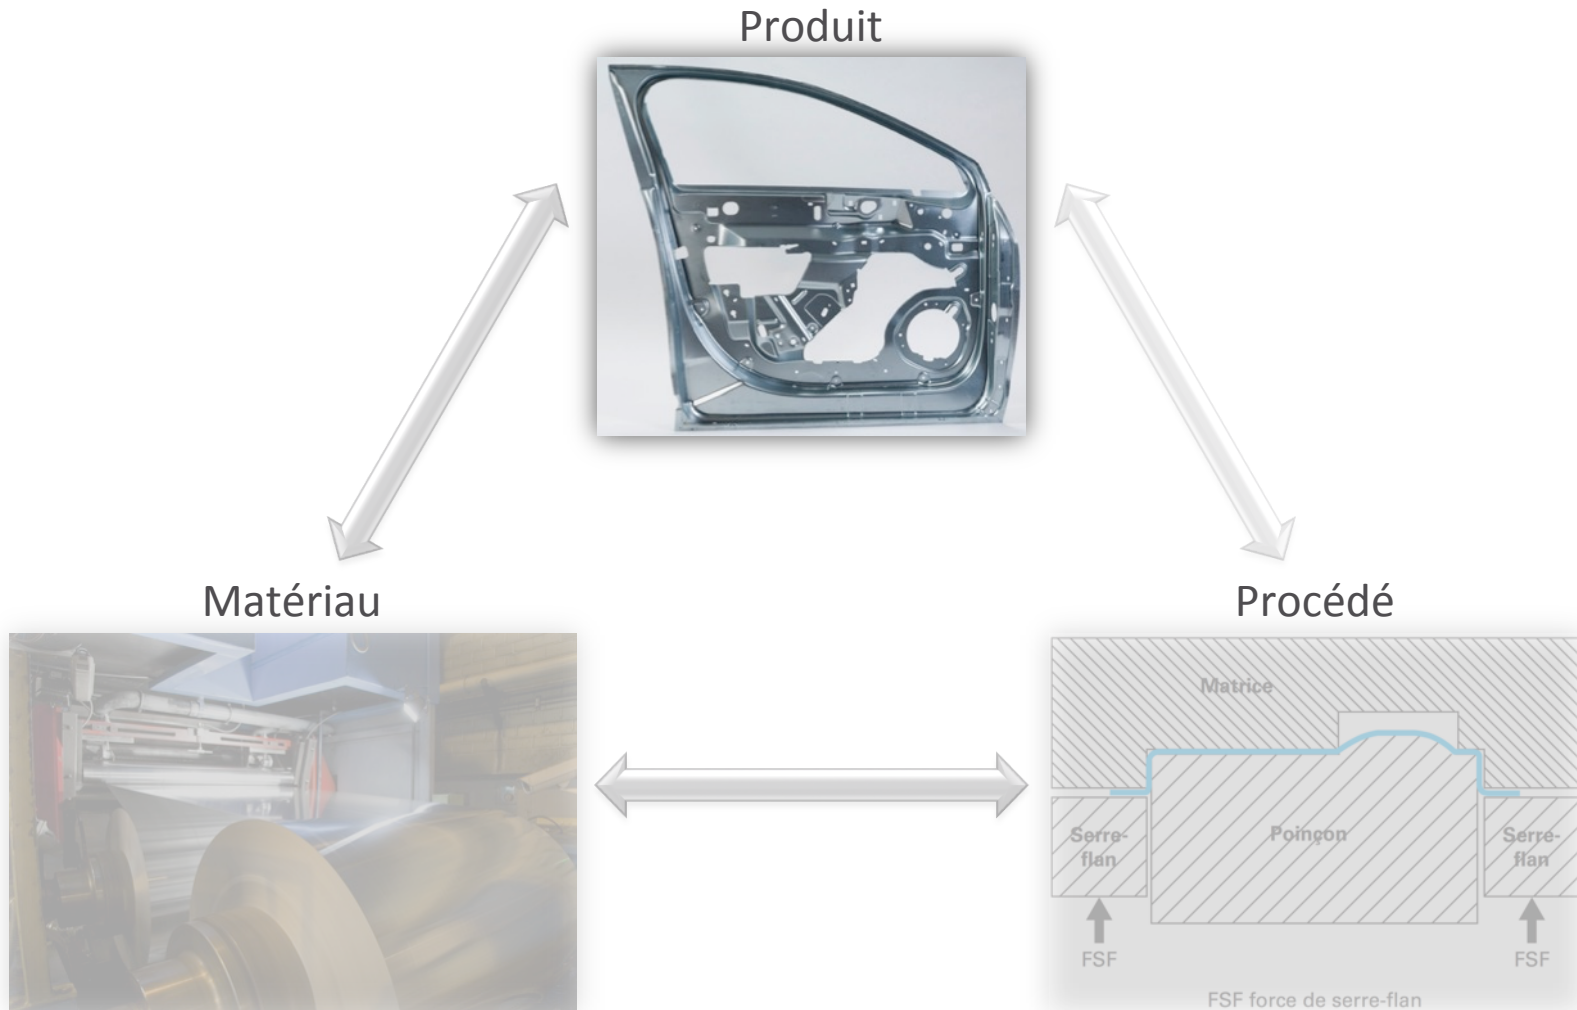 Produit
Matériau
Procédé
Matrice
Serre-
flan
Poinçon
Serre-
flan
FSF
FSF
FSF force de serre-flan